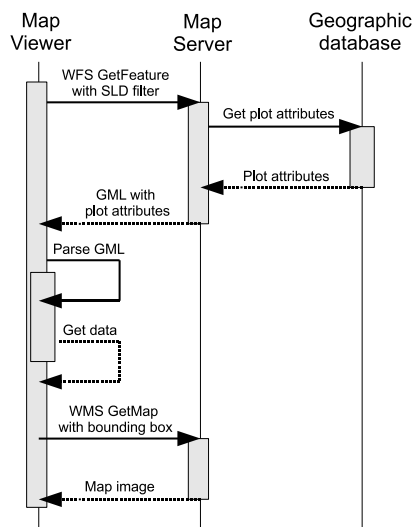 Map
Viewer
Map
Server
Geographic
database
WFS GetFeature
with SLD filter
Get plot attributes
Plot attributes
GML with
plot attributes
Parse GML
Get data
WMS GetMap
with bounding box
Map image